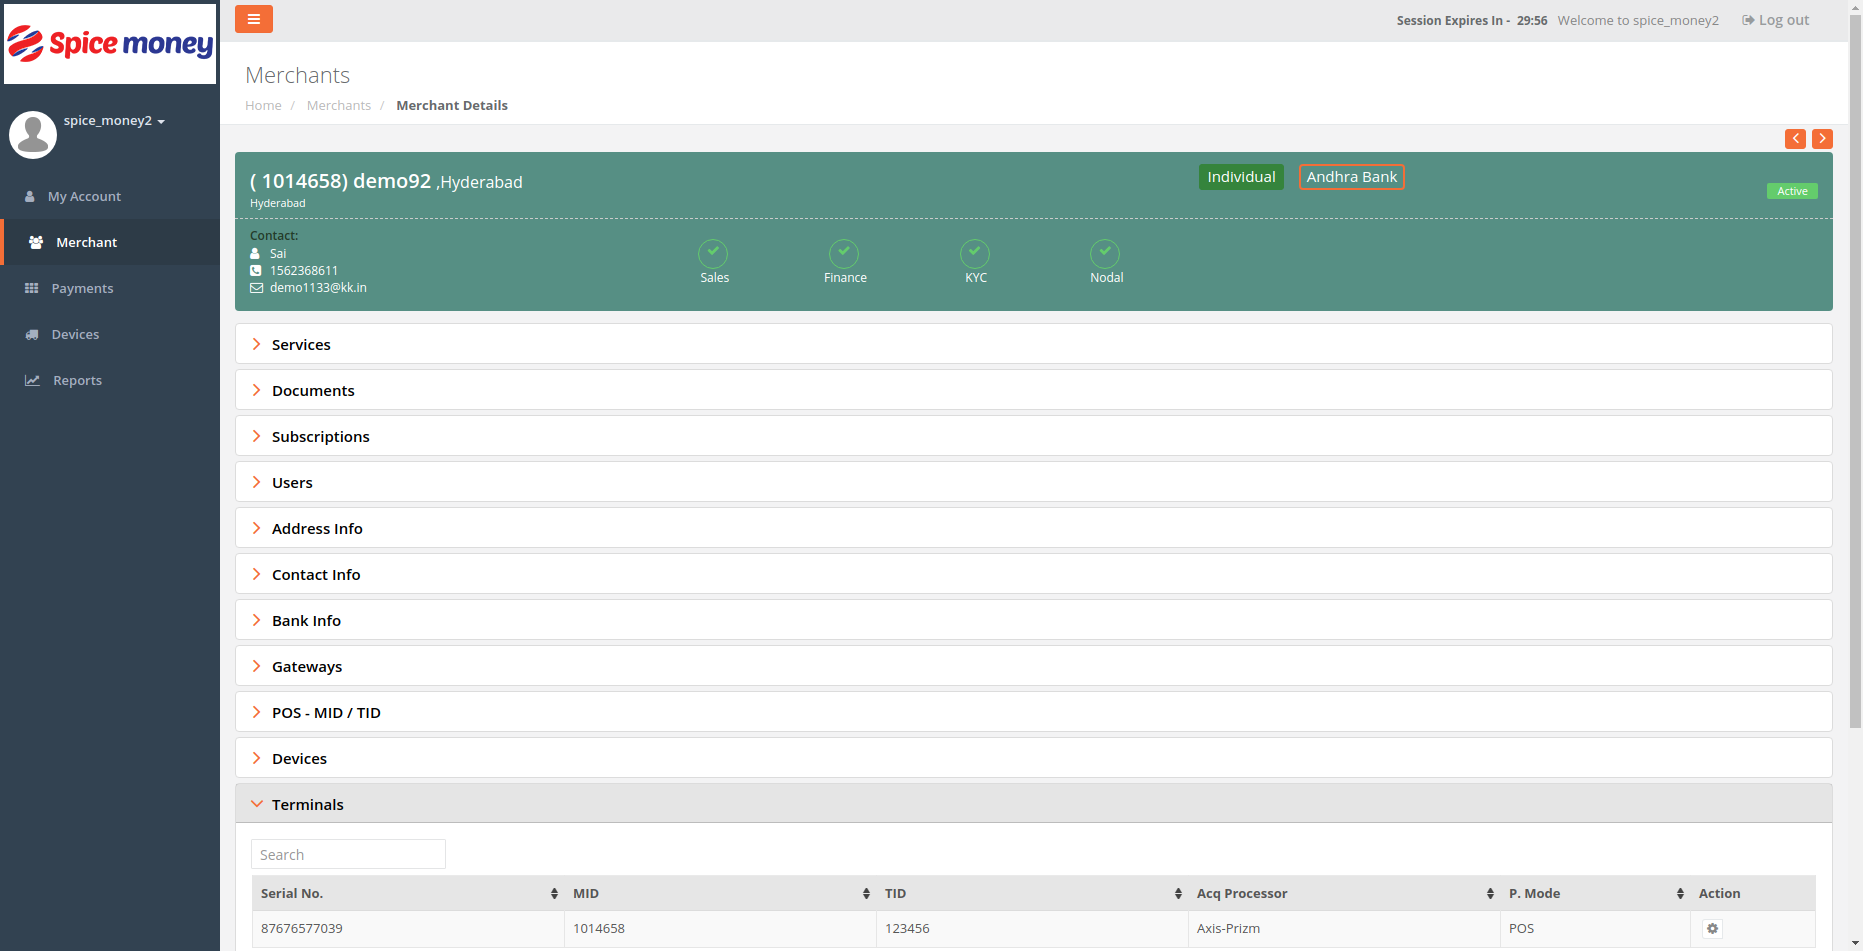 Spice money
Session Expires In - 29:56 Welcome to spice_money2 Log out
spice_money2
My Account
Merchant
Payments
Devices
Reports
Merchants
Home / Merchants / Merchant Details
( 1014658) demo92 ,Hyderabad
Individual
Andhra Bank
Hyderabad
Active
Contact:
Sai
1562368611
demo1133@kk.in
Sales
Finance
KYC
Nodal
Services
Documents
Subscriptions
Users
Address Info
Contact Info
Bank Info
Gateways
POS - MID / TID
Devices
Terminals
Search
Serial No. MID TID Acq Processor P. Mode Action
87676577039 1014658 123456 Axis-Prizm POS